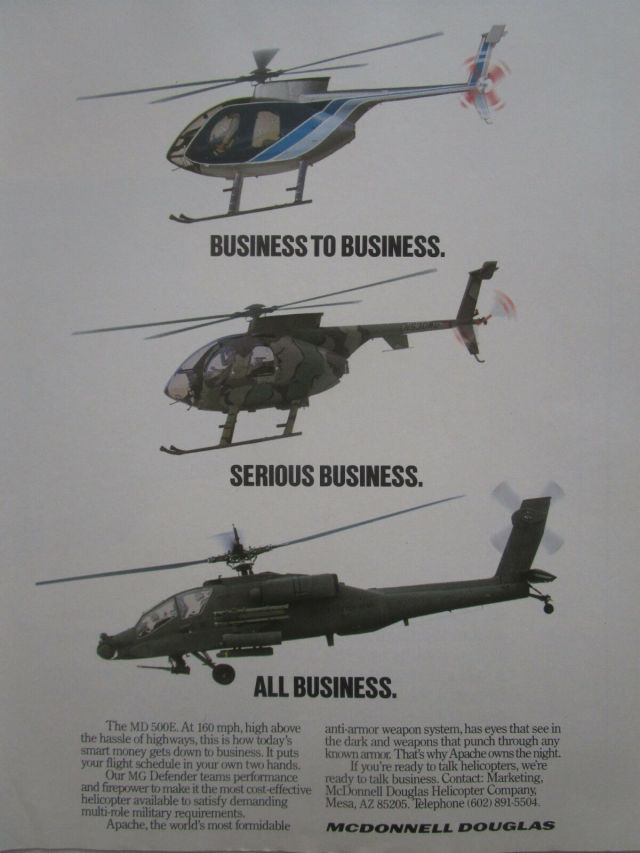 BUSINESS TO BUSINESS.
SERIOUS BUSINESS.
ALL BUSINESS.
The MD 500E. At 160 mph, high above
the hassle of highways, this is how today's
smart money gets down to business. It puts
your flight schedule in your own two hands.
Our MG Defender teams performance
and firepower to make it the most cost-effective
helicopter available to satisfy demanding
multi-role military requirements.
Apache, the world's most formidable
anti-armor weapon system, has eyes that see in
the dark and weapons that punch through any
known armor. That's why Apache owns the night.
If you're ready to talk helicopters, we're
ready to talk business. Contact: Marketing,
McDonnell Douglas Helicopter Company,
Mesa, AZ 85205. Telephone (602) 891-5504.
MCDONNELL DOUGLAS